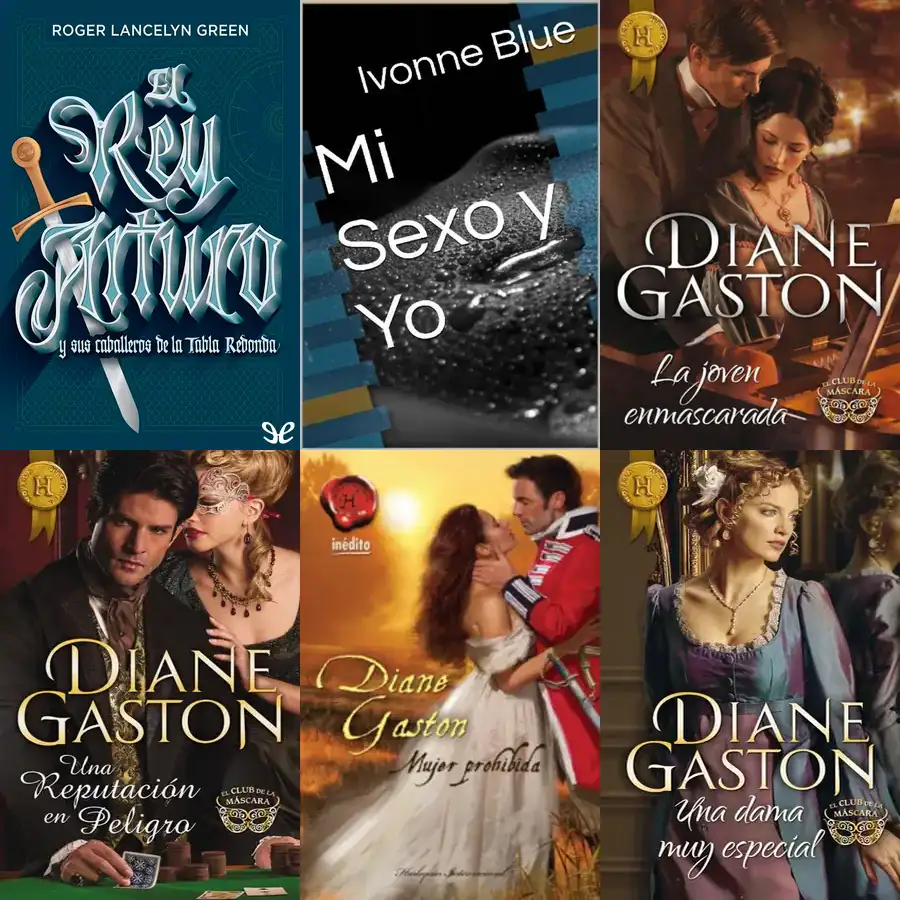 ROGER LANCELYN GREEN
El
Rey
Arturo
y sus caballeros de la Tabla Redonda
Ivonne Blue
Mi
Sexo y
Yo
H
DIANE
GASTON
La joven
enmascarada
EL CLUB DE LA
MÁSCARA
H
DIANE
GASTON
Una
Reputación
en Peligro
EL CLUB DE LA
MÁSCARA
H
inédito
Diane
Gaston
Mujer prohibida
Harlequin Internacional
H
DIANE
GASTON
Una dama
muy especial
EL CLUB DE LA
MÁSCARA